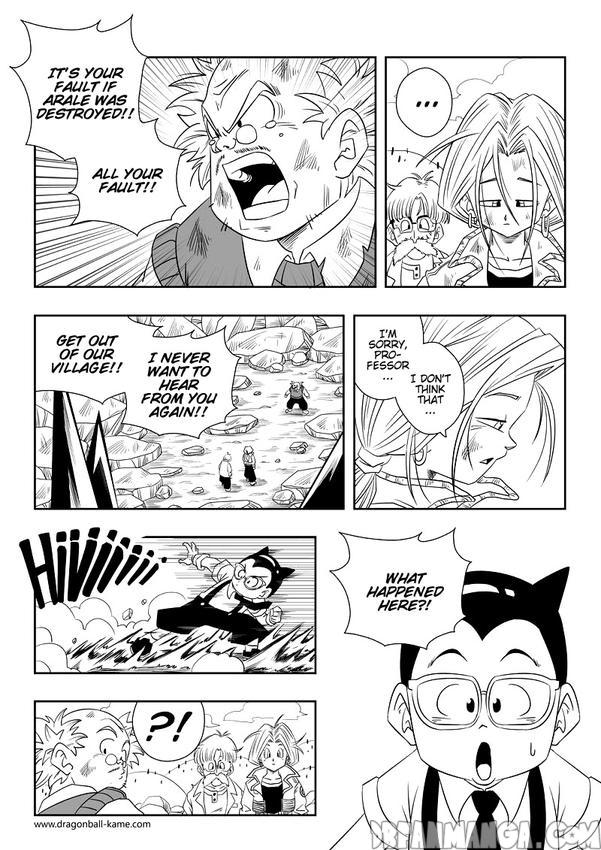 IT'S YOUR
FAULT IF
ARALE WAS
DESTROYED!!
ALL YOUR
FAULT!!
...
GET OUT
OF OUR
VILLAGE!!
I NEVER
WANT TO
HEAR
FROM YOU
AGAIN!!
I'M
SORRY,
PRO-
FESSOR
...
I DON'T
THINK
THAT
...
Hiiiiiiii
WHAT
HAPPENED
HERE?!
?!
www.dragonball-kame.com
DREAMMANGA.COM